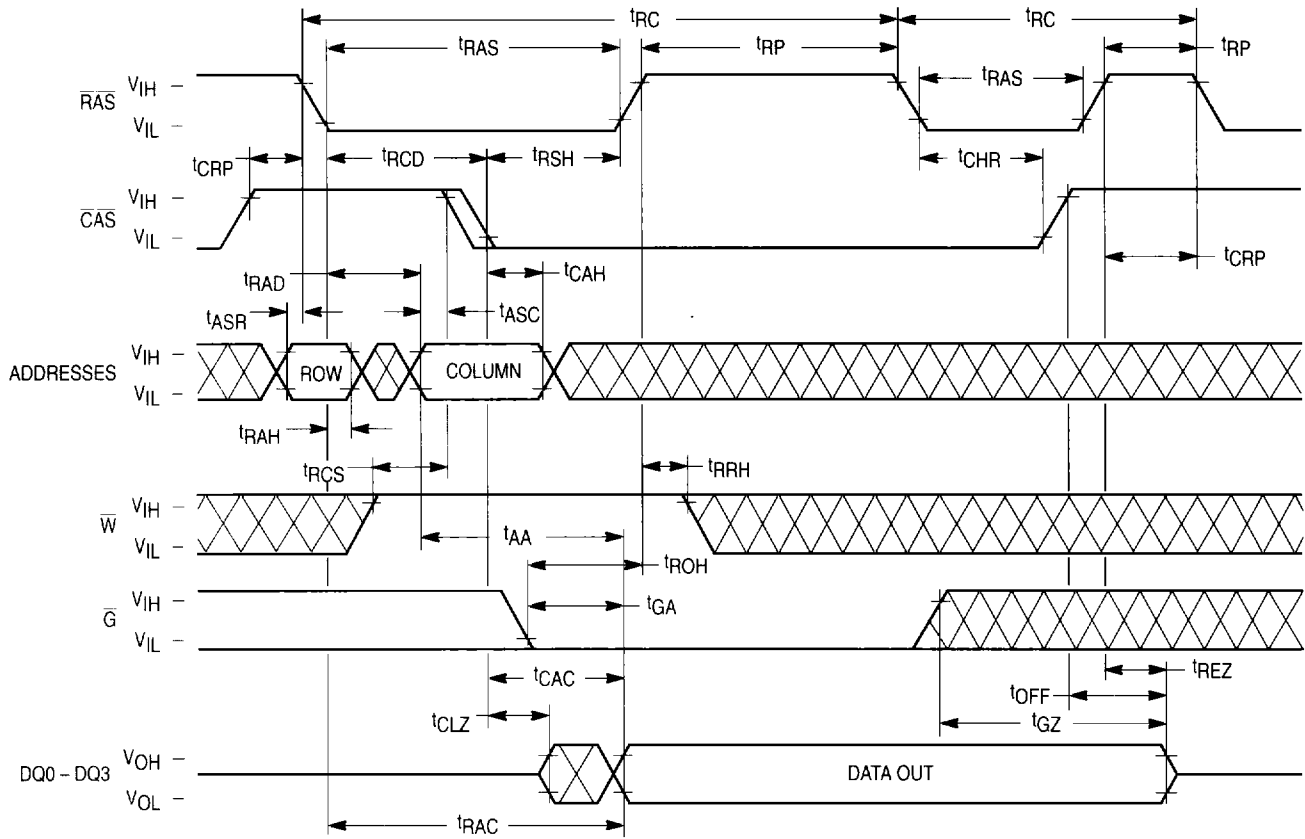 tRC tRC
tRAS tRP tRP
RAS VIH tRAS
VIL
tCRP tRCD tRSH tCHR
CAS VIH
VIL
tRAD tCAH tCRP
tASR tASC
ADDRESSES VIH ROW COLUMN
VIL
tRAH
tRCS tRRH
W VIH
VIL tAA
tROH
G VIH tGA
VIL
tCAC tREZ
tOFF
tCLZ tGZ
DQ0 – DQ3 VOH DATA OUT
VOL
tRAC